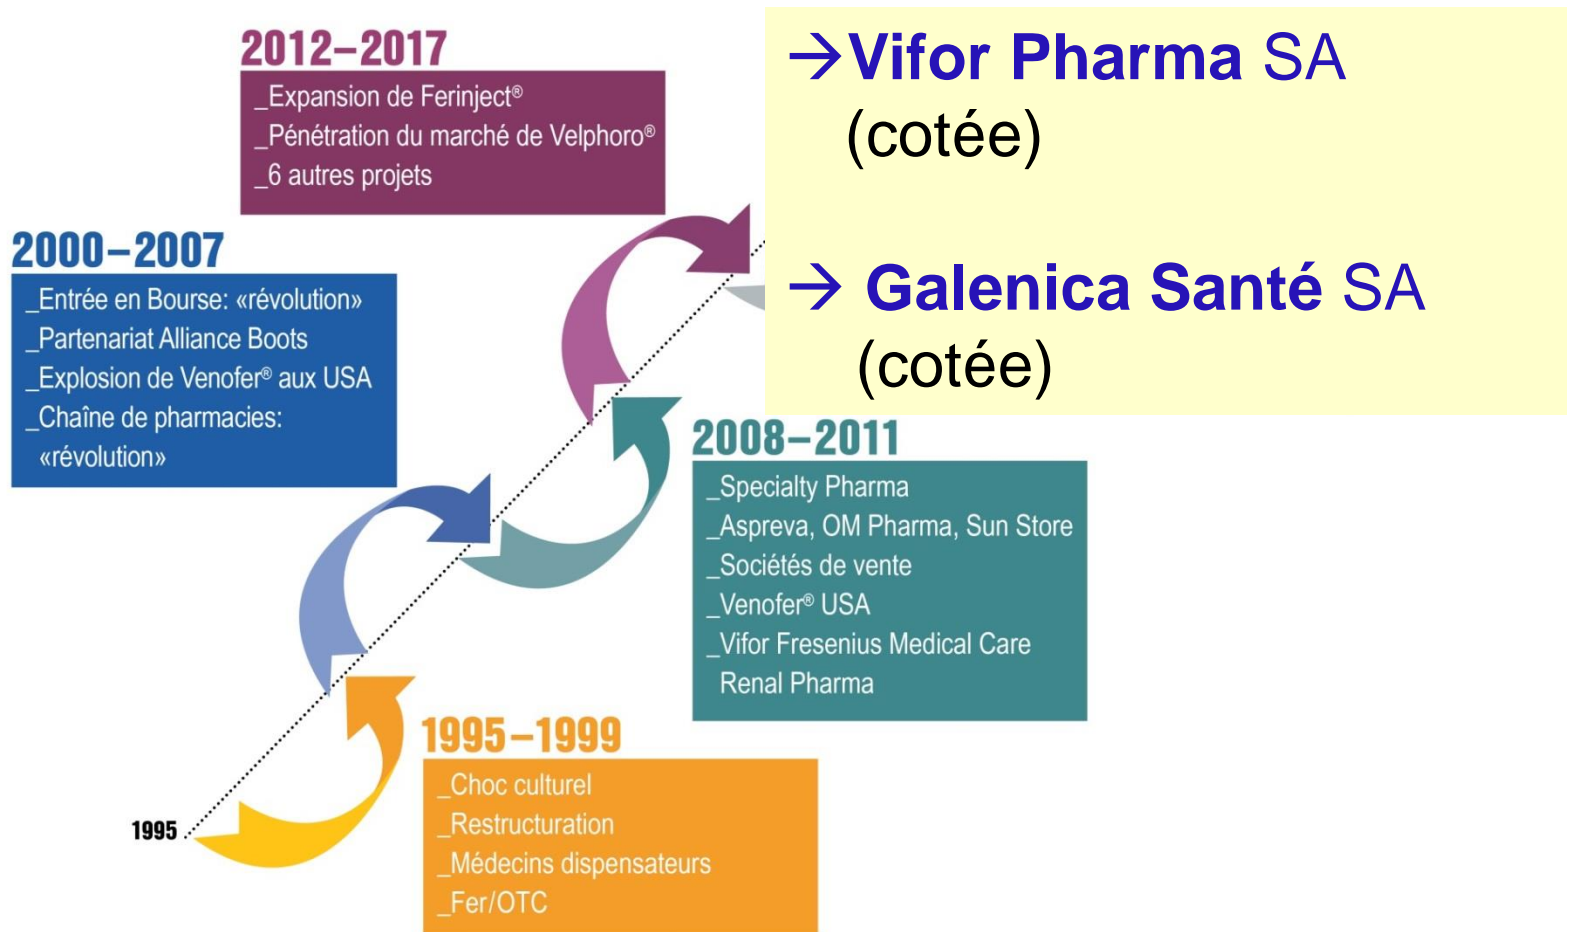 2012–2017
_Expansion de Ferinject®
_Pénétration du marché de Velphoro®
_6 autres projets
→Vifor Pharma SA
(cotée)
→ Galenica Santé SA
(cotée)
2000–2007
_Entrée en Bourse: «révolution»
_Partenariat Alliance Boots
_Explosion de Venofer® aux USA
_Chaîne de pharmacies:
«révolution»
2008–2011
_Specialty Pharma
_Aspreva, OM Pharma, Sun Store
_Sociétés de vente
_Venofer® USA
_Vifor Fresenius Medical Care
Renal Pharma
1995–1999
_Choc culturel
_Restructuration
_Médecins dispensateurs
_Fer/OTC
1995